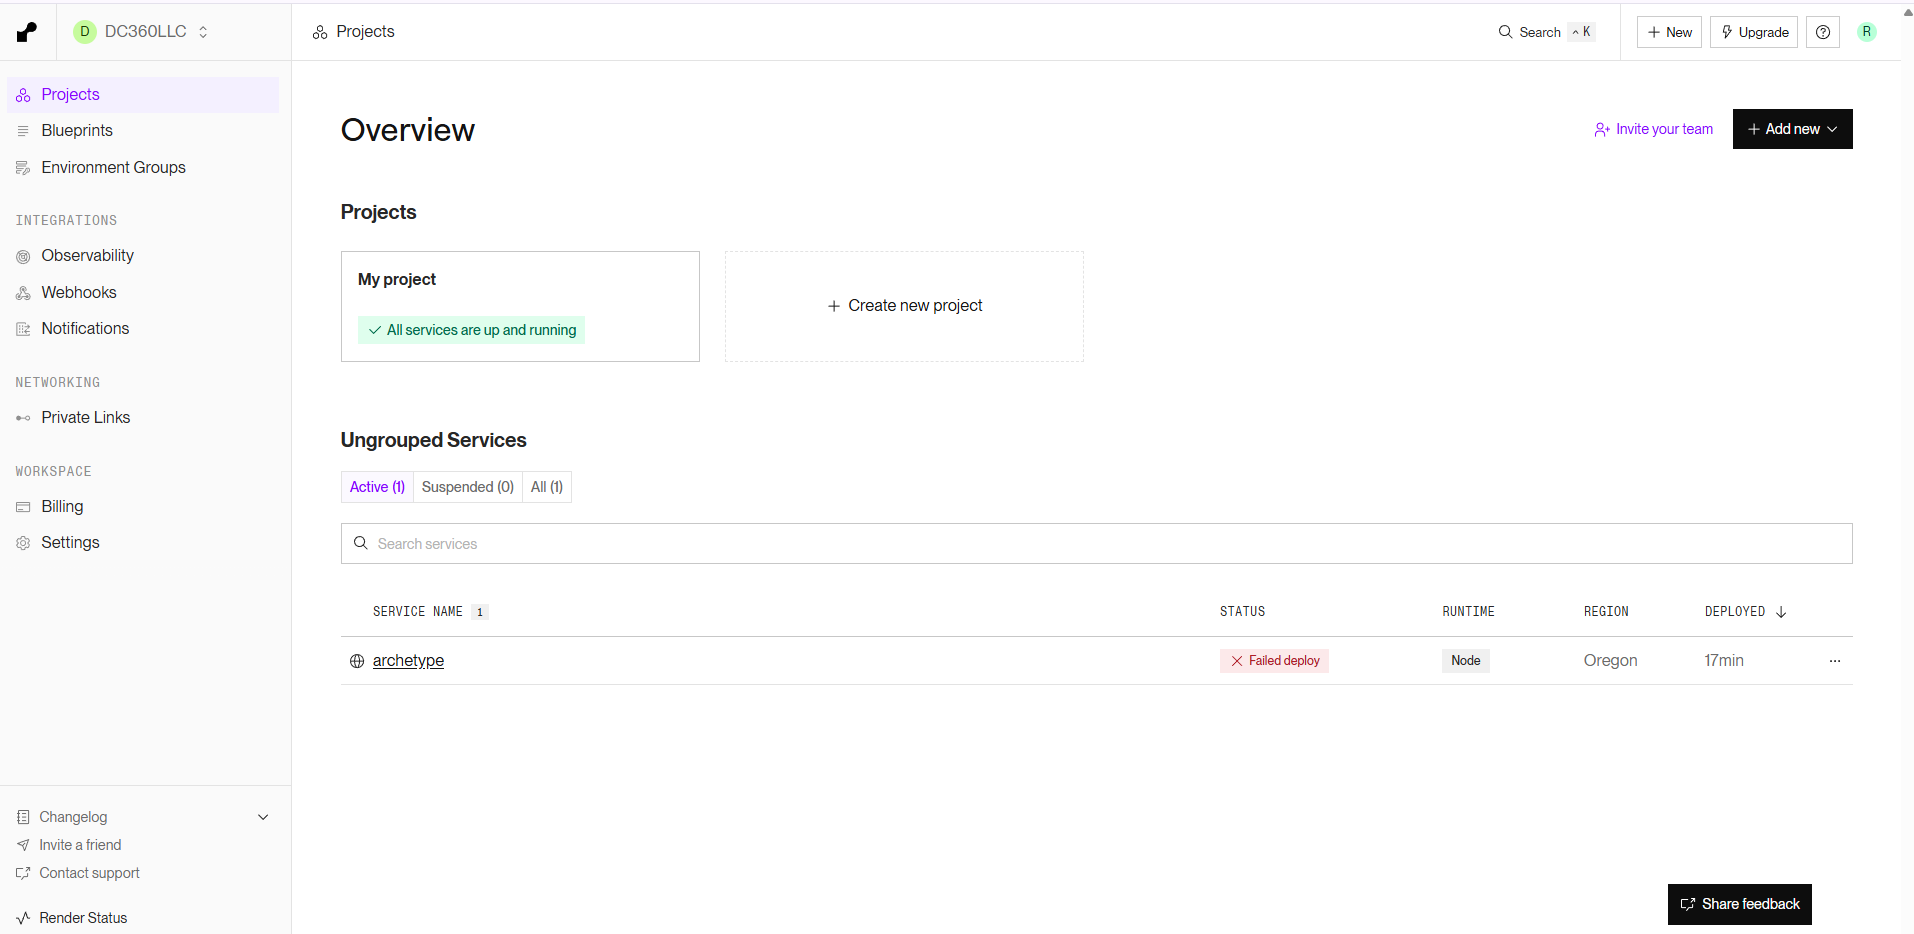 D DC360LLC
Projects
Search ^ K
+ New
Upgrade
R
Projects
Blueprints
Environment Groups
INTEGRATIONS
Observability
Webhooks
Notifications
NETWORKING
Private Links
WORKSPACE
Billing
Settings
Changelog
Invite a friend
Contact support
Render Status
Overview
Invite your team
+ Add new
Projects
My project
All services are up and running
+ Create new project
Ungrouped Services
Active (1) Suspended (0) All (1)
Search services
SERVICE NAME 1 STATUS RUNTIME REGION DEPLOYED ↓
archetype Failed deploy Node Oregon 17min ...
Share feedback